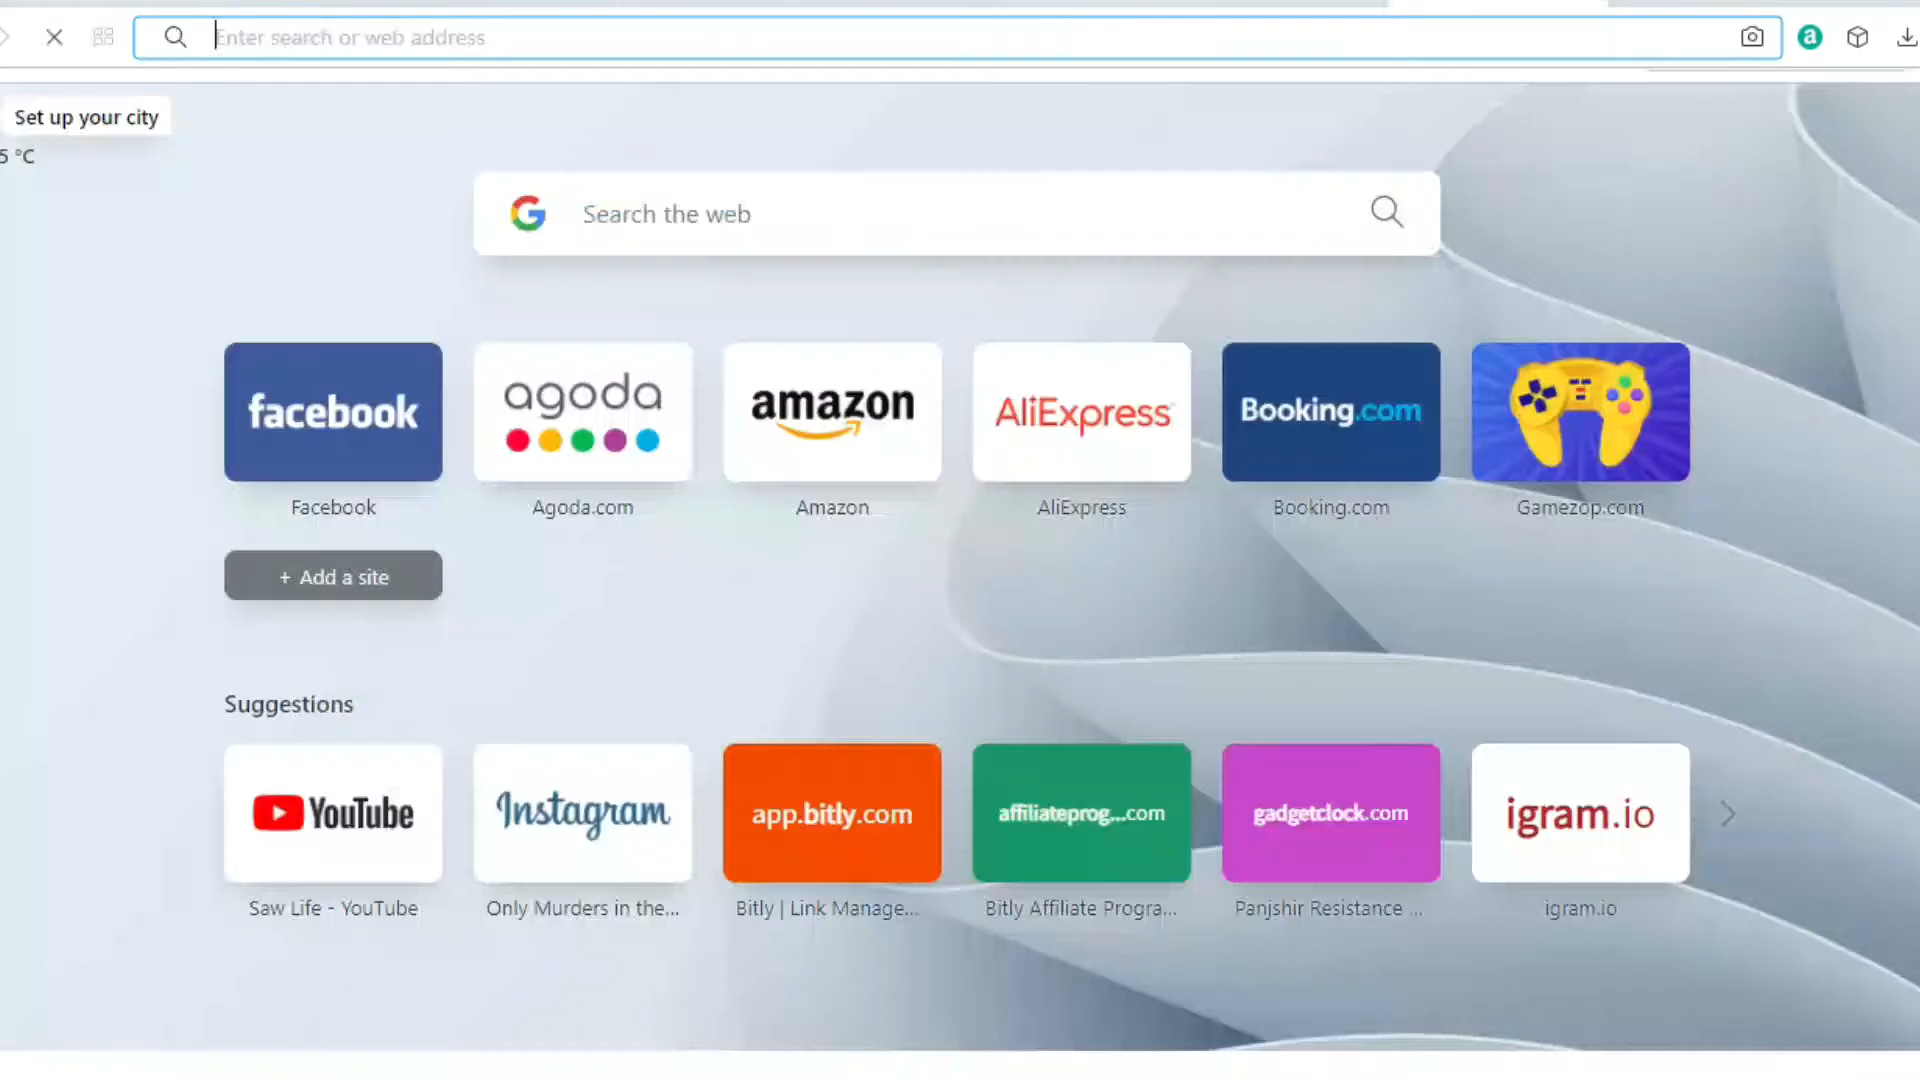 Enter search or web address
a
Set up your city
5 °C
G
Search the web
facebook
agoda
amazon
AliExpress
Booking.com
Facebook
Agoda.com
Amazon
AliExpress
Booking.com
Gamezop.com
+ Add a site
Suggestions
YouTube
Instagram
app.bitly.com
affiliateprog...com
gadgetclock.com
igram.io
Saw Life - YouTube
Only Murders in the...
Bitly | Link Manage...
Bitly Affiliate Progra...
Panjshir Resistance ...
igram.io